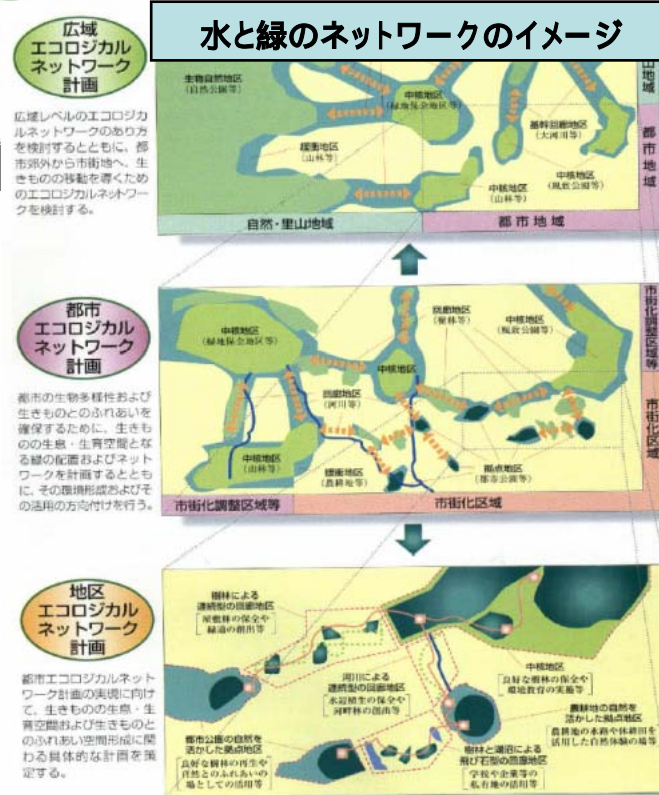 水と緑のネットワークのイメージ
広域
エコロジカル
ネットワーク
計画
広域レベルのエコロジカ
ルネットワークのあり方
を検討するとともに、都
市郊外から市街地へ、生
きものの移動を導くため
のエコロジカルネットワー
クを検討する。
生物自然地区
(自然公園等)
中核地区
(緑地保全地区等)
緩衝地区
(山林等)
基幹回廊地区
(大河川等)
中核地区
(風致公園等)
中核地区
(山林等)
山地域
都市地域
自然・里山地域
都市地域
都市
エコロジカル
ネットワーク
計画
都市の生物多様性および
生きものとのふれあいを
確保するために、生きも
のの生息・生育空間とな
る緑の配置およびネット
ワークを計画するととも
に、その環境形成およびそ
の活用の方向付けを行う。
中核地区
(緑地保全地区等)
回廊地区
(樹林等)
中核地区
(風致公園等)
中核地区
回廊地区
(河川等)
中核地区
(山林等)
緩衝地区
(農耕地等)
拠点地区
(都市公園等)
市街化調整区域等
市街化区域
市街化調整区域等
市街化区域
地区
エコロジカル
ネットワーク
計画
都市エコロジカルネット
ワーク計画の実現に向け
て、生きものの生息・生
育空間および生きものと
のふれあい空間形成に関
わる具体的な計画を策
定する。
樹林による
連続型の回廊地区
屋敷林の保全や
緑道の創出等
河川による
連続型の回廊地区
水辺植生の保全や
河畔林の創出等
中核地区
良好な樹林の保全や
環境教育の実施等
農耕地の自然を
活かした拠点地区
農耕地の水路や休耕田を
活用した自然体験の場等
都市公園の自然を
活かした拠点地区
良好な樹林の再生や
自然とのふれあいの
場としての活用等
樹林と湖沼による
飛び石型の回廊地区
学校や企業等の
私有地の活用等